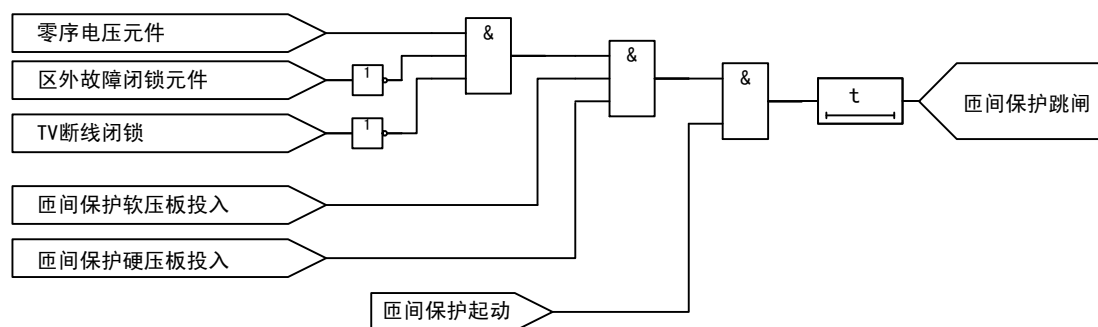 零序电压元件
&
区外故障闭锁元件
1
&
&
t
匝间保护跳闸
TV断线闭锁
1
匝间保护软压板投入
匝间保护硬压板投入
匝间保护起动